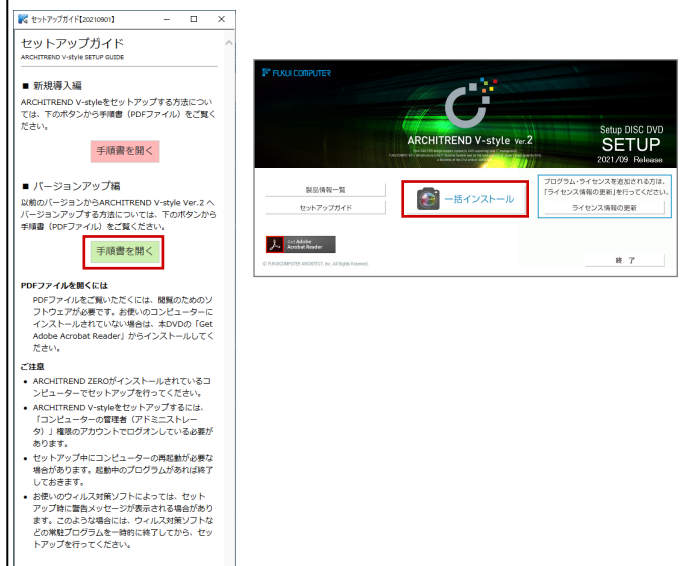 セットアップガイド【20210901】
セットアップガイド
ARCHITREND V-style SETUP GUIDE
■ 新規導入編
ARCHITREND V-styleをセットアップする方法につい
ては、下のボタンから手順書（PDFファイル）をご覧く
ださい。
手順書を開く
■ バージョンアップ編
以前のバージョンからARCHITREND V-style Ver.2 へ
バージョンアップする方法については、下のボタンから
手順書（PDFファイル）をご覧ください。
手順書を開く
PDFファイルを開くには
PDFファイルをご覧いただくには、閲覧のためのソ
フトウェアが必要です。お使いのコンピューターに
インストールされていない場合は、本DVDの「Get
Adobe Acrobat Reader」からインストールしてく
ださい。
ご注意
• ARCHITREND ZEROがインストールされているコ
ンピューターでセットアップを行ってください。
• ARCHITREND V-styleをセットアップするには、
「コンピューターの管理者（アドミニストレー
タ）」権限のアカウントでログオンしている必要が
あります。
• セットアップ中にコンピューターの再起動が必要な
場合があります。起動中のプログラムがあれば終了
しておきます。
• お使いのウィルス対策ソフトによっては、セット
アップ時に警告メッセージが表示される場合があり
ます。このような場合には、ウィルス対策ソフトな
どの常駐プログラムを一時的に終了してから、セッ
トアップを行ってください。
FUKUI COMPUTER
ARCHITREND V-style ver.2
Setup DISC DVD
SETUP
2021/09 Release
製品情報一覧
セットアップガイド
一括インストール
プログラム・ライセンスを追加される方は、
「ライセンス情報の更新」を行ってください。
ライセンス情報の更新
Get Adobe
Acrobat Reader
© FUKUICOMPUTER ARCHITECT, Inc. All Rights Reserved.
終 了